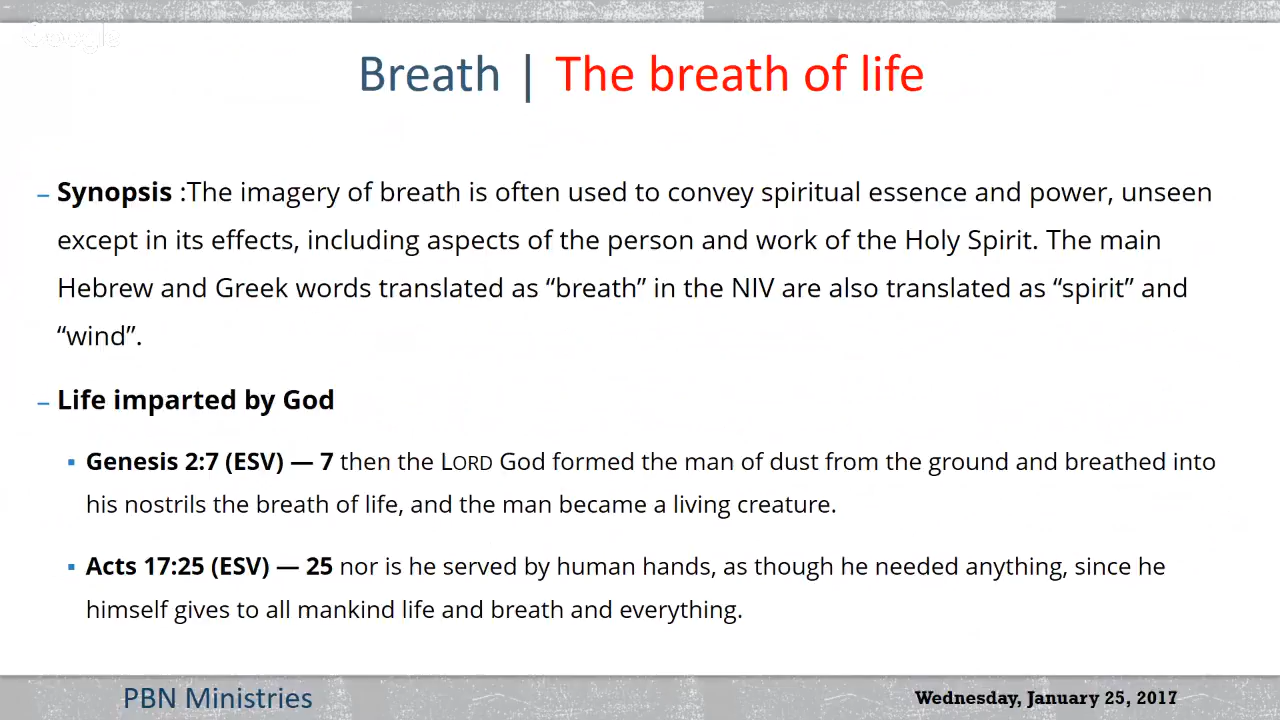 Google
Breath | The breath of life
– Synopsis :The imagery of breath is often used to convey spiritual essence and power, unseen
except in its effects, including aspects of the person and work of the Holy Spirit. The main
Hebrew and Greek words translated as “breath” in the NIV are also translated as “spirit” and
“wind”.
– Life imparted by God
▪ Genesis 2:7 (ESV) — 7 then the LORD God formed the man of dust from the ground and breathed into
his nostrils the breath of life, and the man became a living creature.
▪ Acts 17:25 (ESV) — 25 nor is he served by human hands, as though he needed anything, since he
himself gives to all mankind life and breath and everything.
PBN Ministries
Wednesday, January 25, 2017